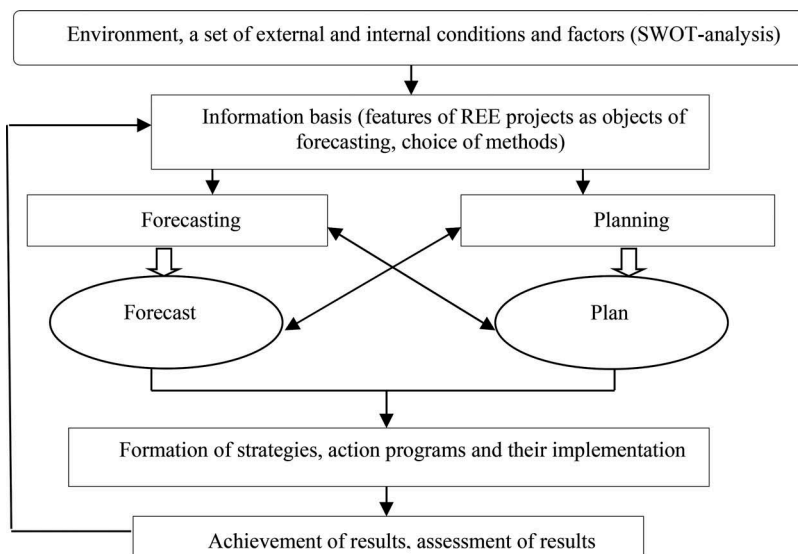 Environment, a set of external and internal conditions and factors (SWOT-analysis)
Information basis (features of REE projects as objects of
forecasting, choice of methods)
Forecasting
Planning
Forecast
Plan
Formation of strategies, action programs and their implementation
Achievement of results, assessment of results